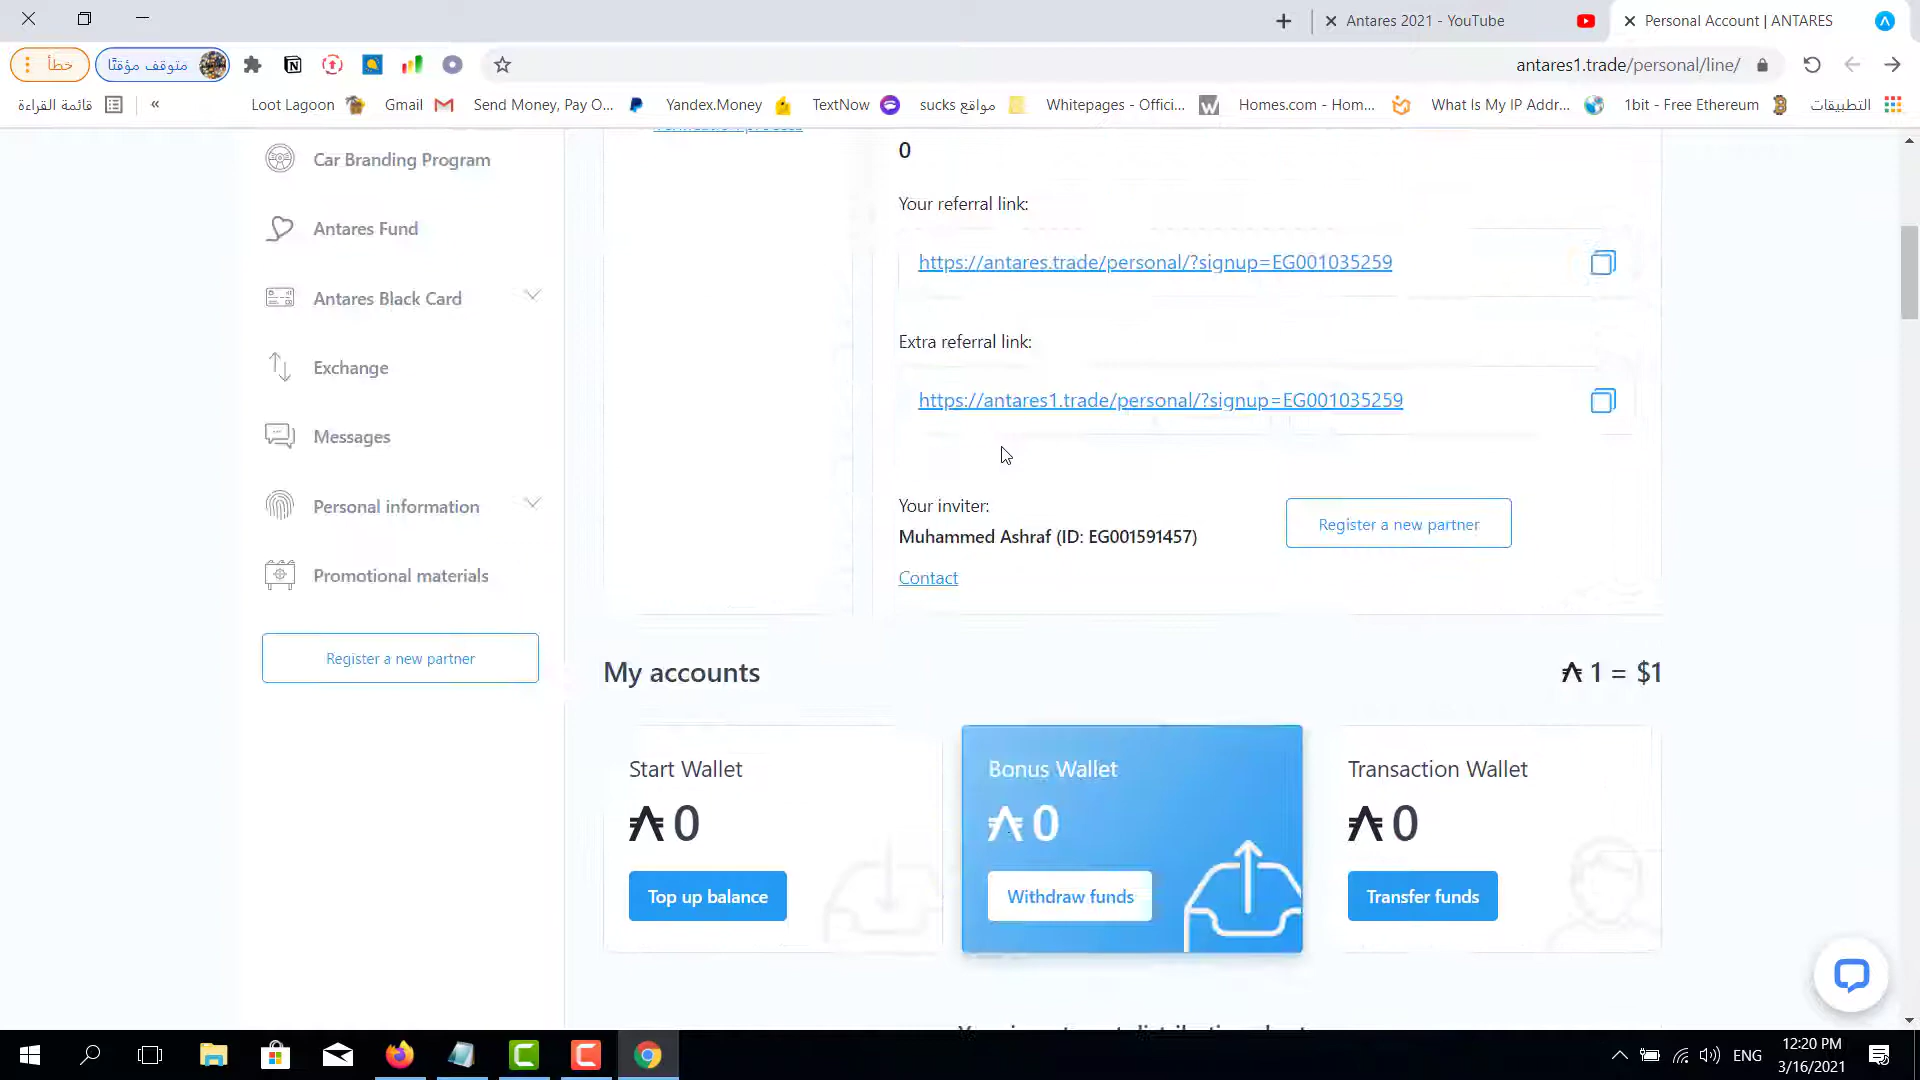 Antares 2021 - YouTube
Personal Account | ANTARES
خطأ
متوقف مؤقتًا
antares1.trade/personal/line/
قائمة القراءة
«
Loot Lagoon
Gmail
Send Money, Pay O...
Yandex.Money
TextNow
مواقع sucks
Whitepages - Offici...
Homes.com - Hom...
What Is My IP Addr...
1bit - Free Ethereum
التطبيقات
Car Branding Program
Antares Fund
Antares Black Card
Exchange
Messages
Personal information
Promotional materials
Register a new partner
0
Your referral link:
https://antares.trade/personal/?signup=EG001035259
Extra referral link:
https://antares1.trade/personal/?signup=EG001035259
Your inviter:
Muhammed Ashraf (ID: EG001591457)
Contact
Register a new partner
My accounts
1 = $1
Start Wallet
0
Top up balance
Bonus Wallet
0
Withdraw funds
Transaction Wallet
0
Transfer funds
ENG
12:20 PM
3/16/2021